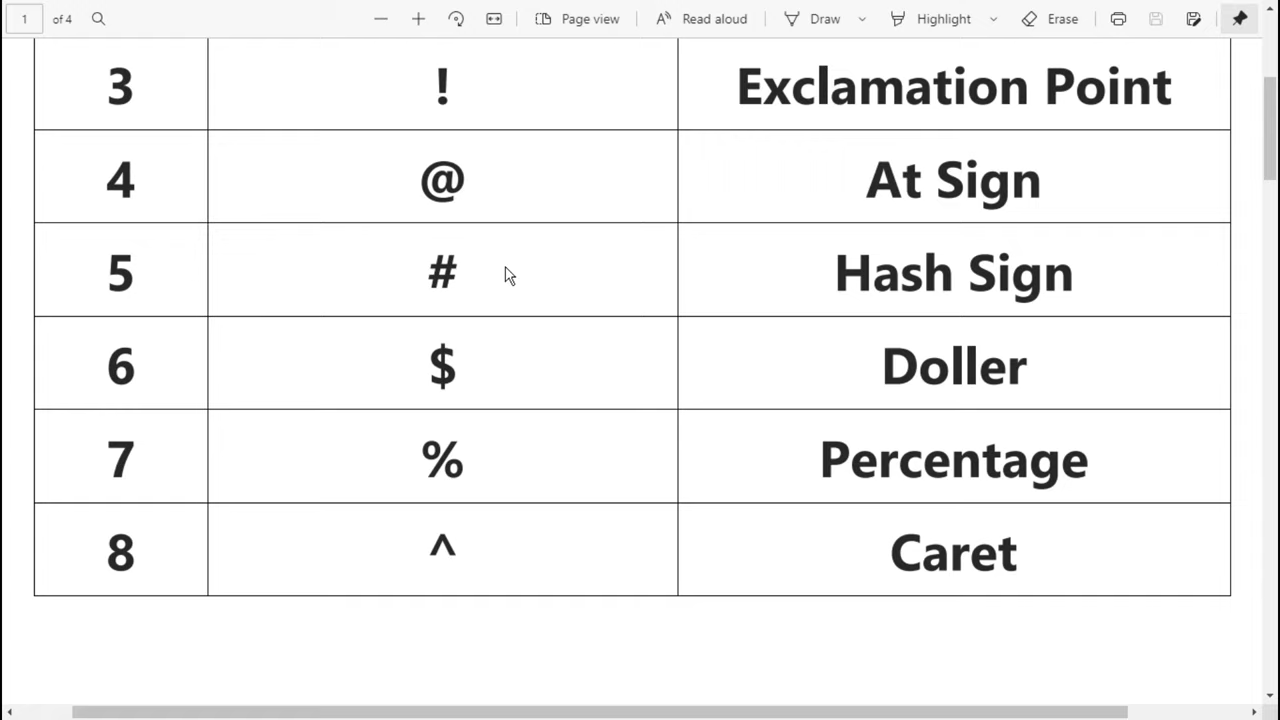 1 of 4 Page view Read aloud Draw Highlight Erase
3 ! Exclamation Point
4 @ At Sign
5 # Hash Sign
6 $ Doller
7 % Percentage
8 ^ Caret